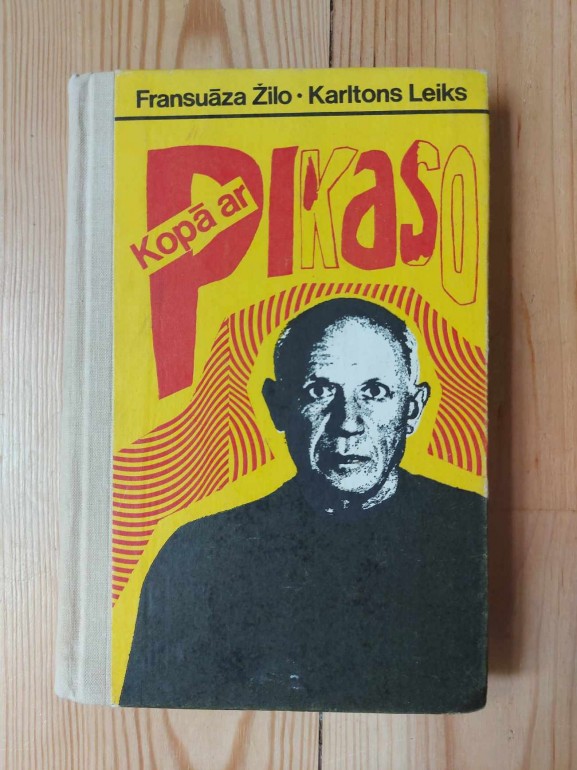 Fransuāza Žilo • Karltons Leiks
Kopā ar
PIKasO